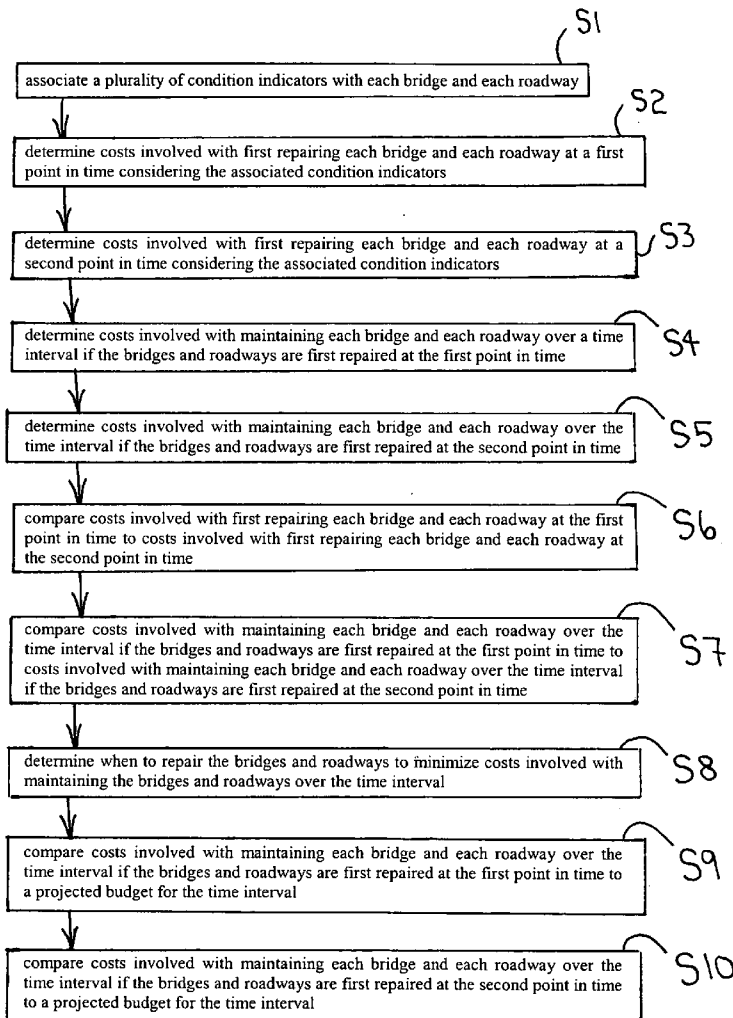 S1
associate a plurality of condition indicators with each bridge and each roadway
S2
determine costs involved with first repairing each bridge and each roadway at a first
point in time considering the associated condition indicators
S3
determine costs involved with first repairing each bridge and each roadway at a
second point in time considering the associated condition indicators
S4
determine costs involved with maintaining each bridge and each roadway over a time
interval if the bridges and roadways are first repaired at the first point in time
S5
determine costs involved with maintaining each bridge and each roadway over the
time interval if the bridges and roadways are first repaired at the second point in time
S6
compare costs involved with first repairing each bridge and each roadway at the first
point in time to costs involved with first repairing each bridge and each roadway at
the second point in time
S7
compare costs involved with maintaining each bridge and each roadway over the
time interval if the bridges and roadways are first repaired at the first point in time to
costs involved with maintaining each bridge and each roadway over the time interval
if the bridges and roadways are first repaired at the second point in time
S8
determine when to repair the bridges and roadways to minimize costs involved with
maintaining the bridges and roadways over the time interval
S9
compare costs involved with maintaining each bridge and each roadway over the
time interval if the bridges and roadways are first repaired at the first point in time to
a projected budget for the time interval
S10
compare costs involved with maintaining each bridge and each roadway over the
time interval if the bridges and roadways are first repaired at the second point in time
to a projected budget for the time interval